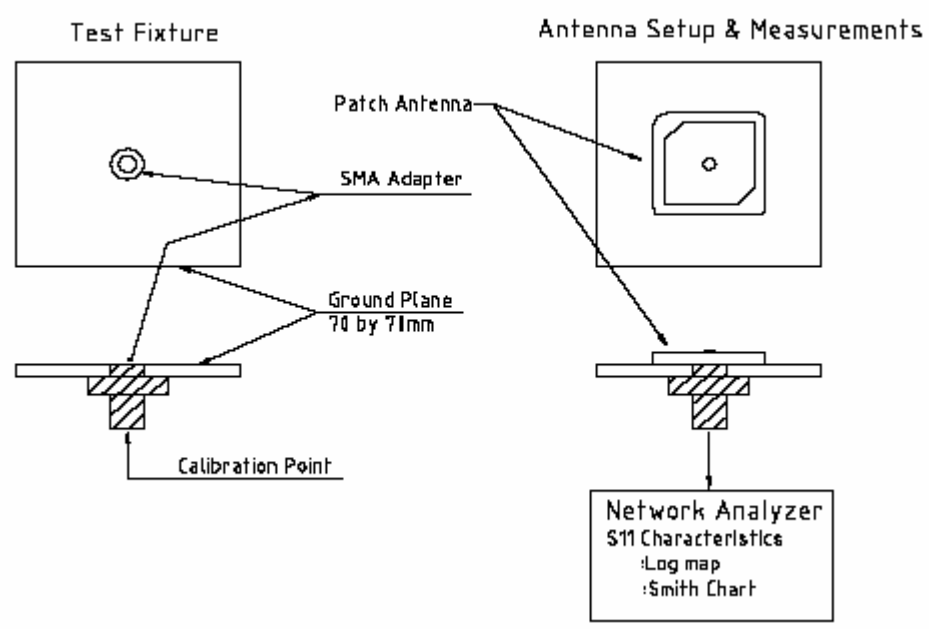 Test Fixture
Antenna Setup & Measurements
Patch Antenna
SMA Adapter
Ground Plane
70 by 70mm
Calibration Point
Network Analyzer
S11 Characteristics
:Log map
:Smith Chart